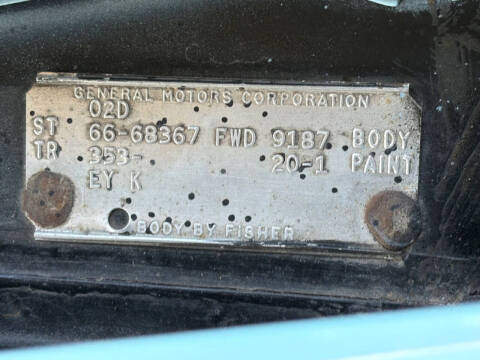 GENERAL MOTORS CORPORATION
02D
ST 66-68367 FWD 9187 BODY
TR 353- 20-1 PAINT
EY K
BODY BY FISHER